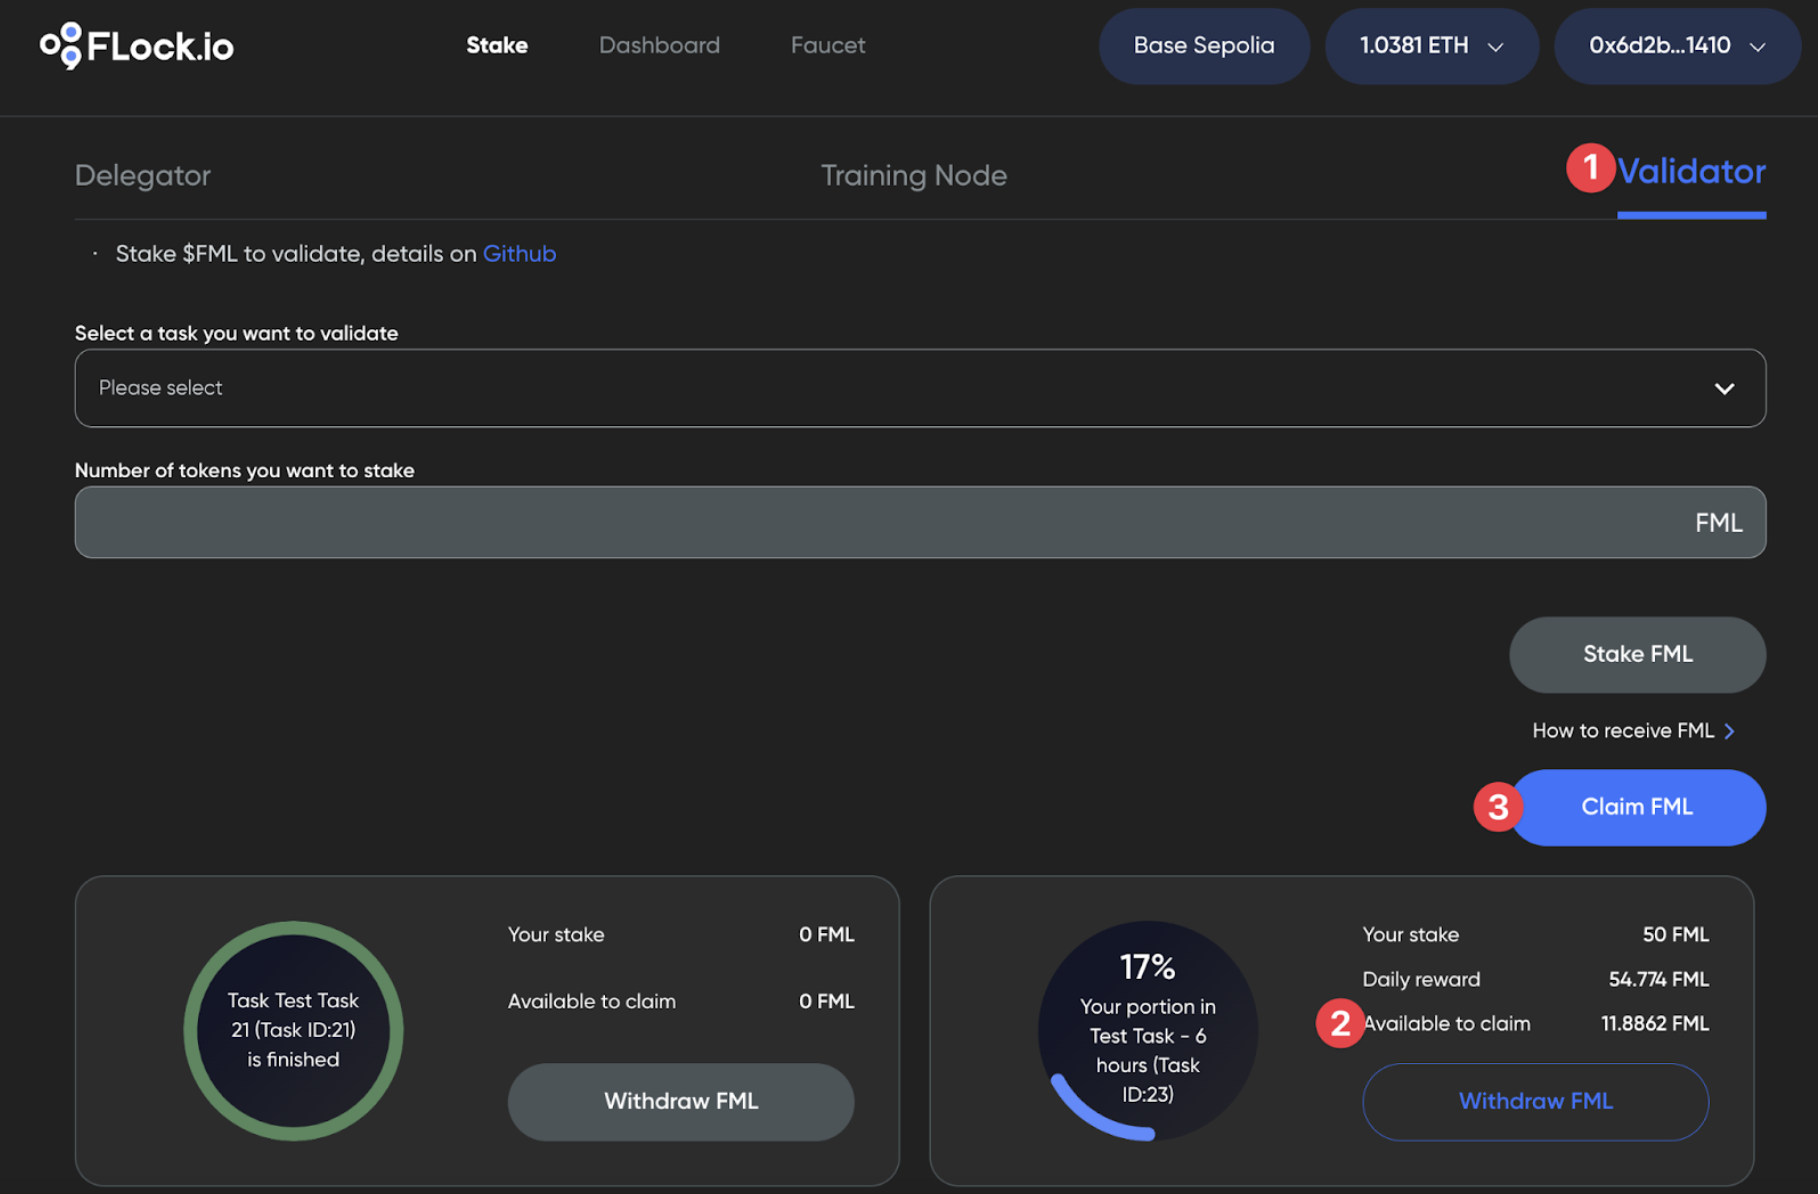 FLock.io
Stake
Dashboard
Faucet
Base Sepolia
1.0381 ETH
0x6d2b...1410
Delegator
Training Node
1
Validator
· Stake $FML to validate, details on Github
Select a task you want to validate
Please select
Number of tokens you want to stake
FML
Stake FML
How to receive FML >
3
Claim FML
Task Test Task
21 (Task ID:21)
is finished
Your stake 0 FML
Available to claim 0 FML
Withdraw FML
17%
Your portion in
Test Task - 6
hours (Task
ID:23)
Your stake 50 FML
Daily reward 54.774 FML
2 Available to claim 11.8862 FML
Withdraw FML